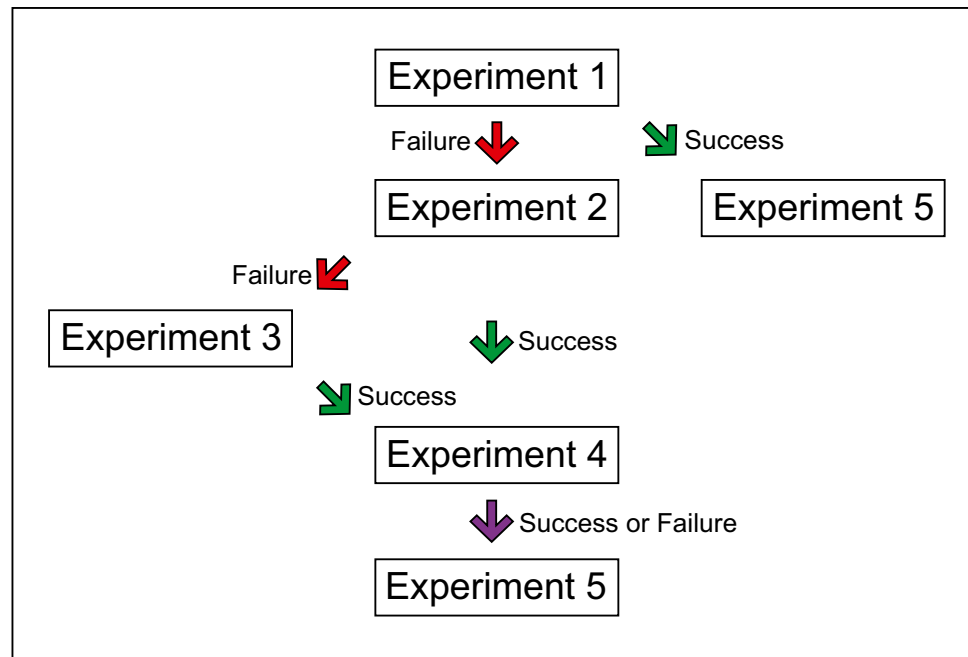 Experiment 1
Failure
Success
Experiment 2
Experiment 5
Failure
Experiment 3
Success
Success
Experiment 4
Success or Failure
Experiment 5